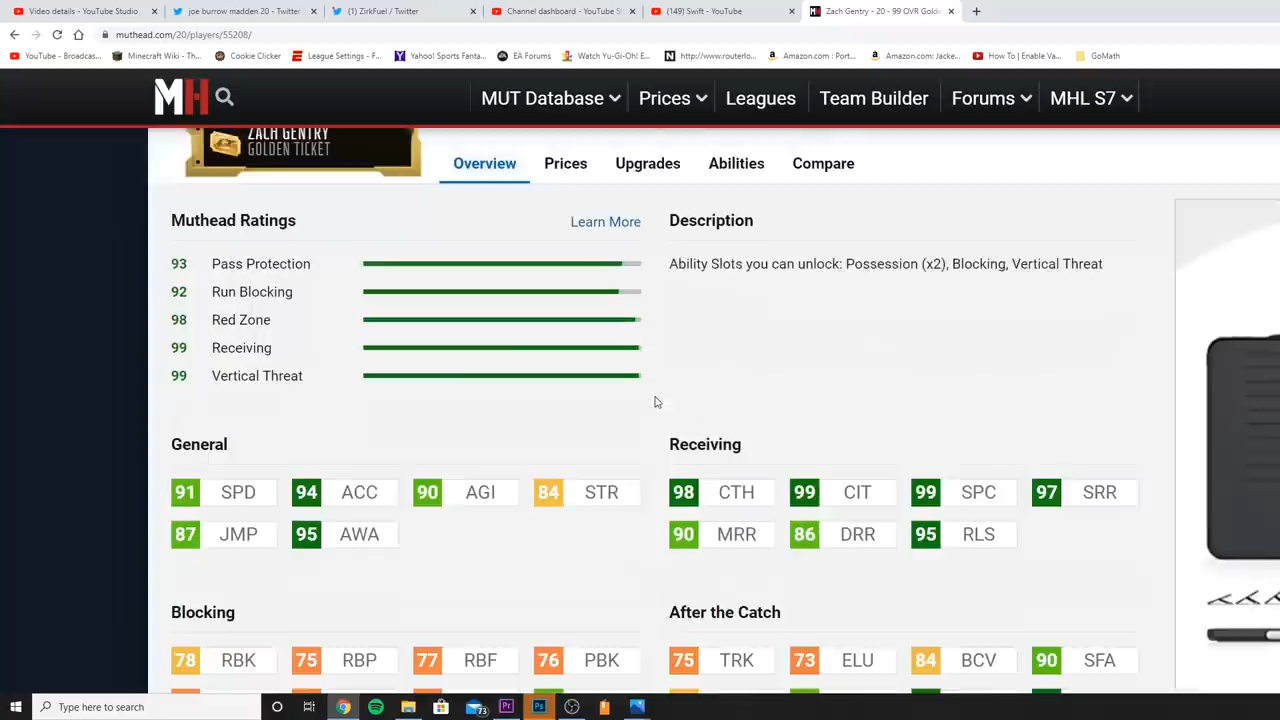 Video details - YouTube Studio
joe burrow madden 20 - Twitter
(1) ZirkFuel / Twitter
Channel dashboard - YouTube S
(149) Swift - YouTube
Zach Gentry - 20 - 99 OVR Gold
muthead.com/20/players/55208/
YouTube - Broadcas...
Minecraft Wiki - Th...
Cookie Clicker
League Settings - F...
Yahoo! Sports Fanta...
EA Forums
Watch Yu-Gi-Oh! E...
http://www.routerlo...
Amazon.com : Port...
Amazon.com: Jacke...
How To | Enable Va...
GoMath
MH
MUT Database
Prices
Leagues
Team Builder
Forums
MHL S7
ZACH GENTRY
GOLDEN TICKET
Overview
Prices
Upgrades
Abilities
Compare
Muthead Ratings
Learn More
Description
93 Pass Protection
Ability Slots you can unlock: Possession (x2), Blocking, Vertical Threat
92 Run Blocking
98 Red Zone
99 Receiving
99 Vertical Threat
General
Receiving
91 SPD 94 ACC 90 AGI 84 STR
98 CTH 99 CIT 99 SPC 97 SRR
87 JMP 95 AWA
90 MRR 86 DRR 95 RLS
Blocking
After the Catch
78 RBK 75 RBP 77 RBF 76 PBK
75 TRK 73 ELU 84 BCV 90 SFA
Type here to search
73
Pr
Ps